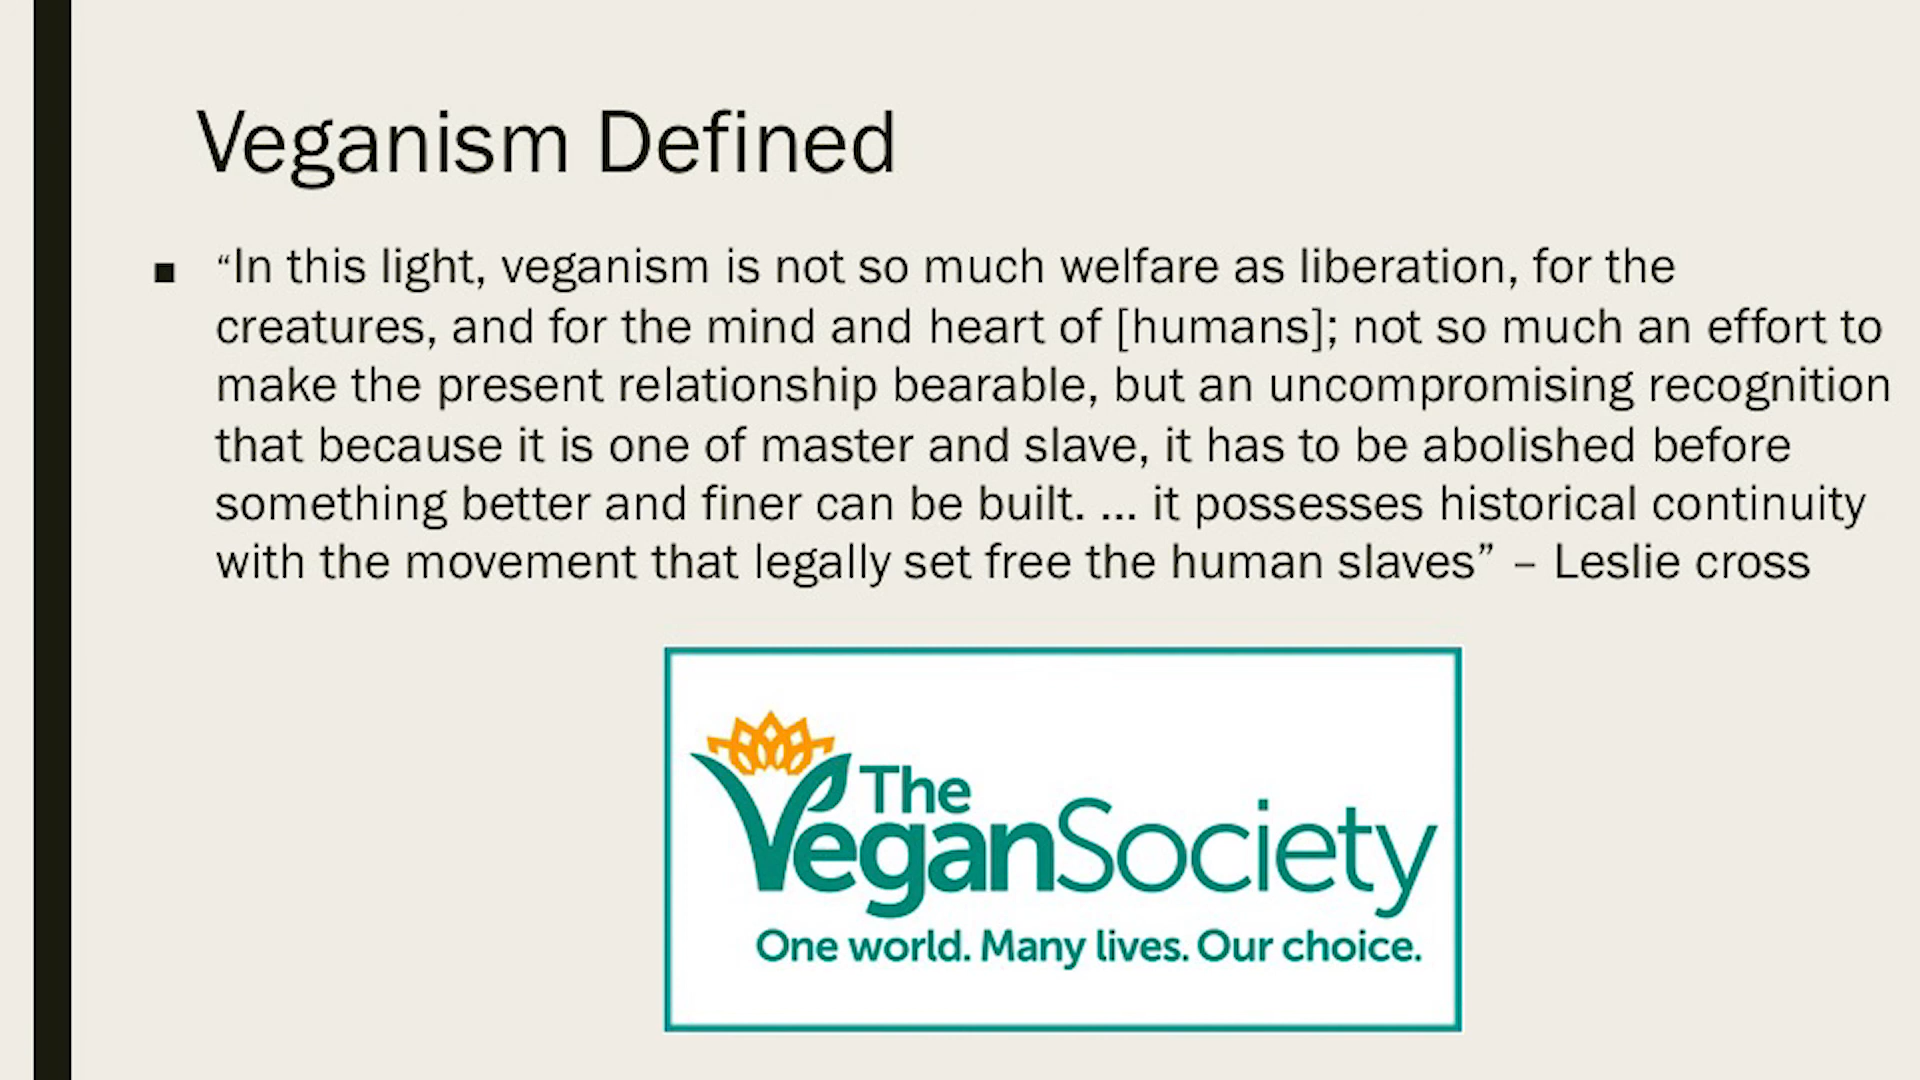 Veganism Defined
■ “In this light, veganism is not so much welfare as liberation, for the
creatures, and for the mind and heart of [humans]; not so much an effort to
make the present relationship bearable, but an uncompromising recognition
that because it is one of master and slave, it has to be abolished before
something better and finer can be built. ... it possesses historical continuity
with the movement that legally set free the human slaves” – Leslie cross
The
VeganSociety
One world. Many lives. Our choice.